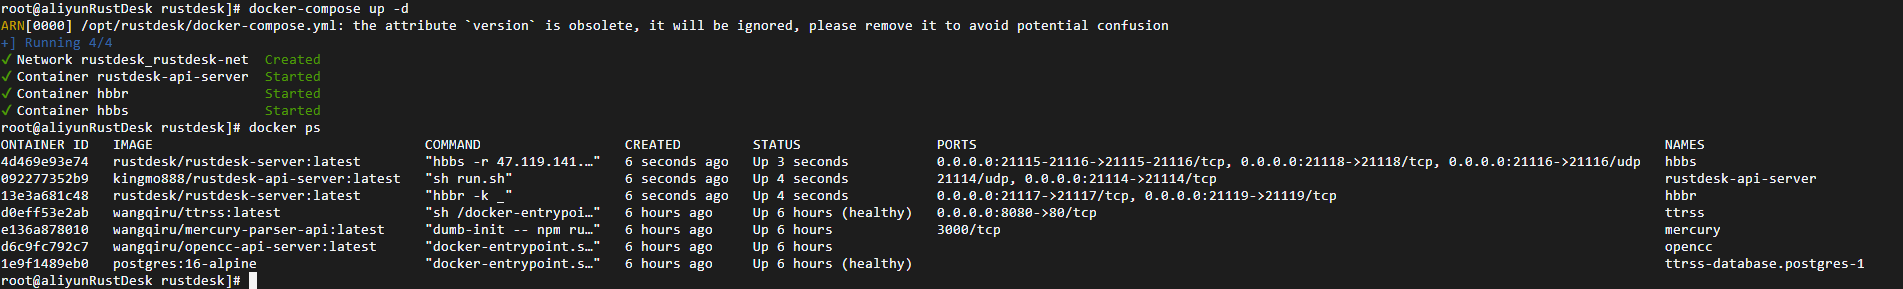 root@aliyunRustDesk rustdesk]# docker-compose up -d
ARN[0000] /opt/rustdesk/docker-compose.yml: the attribute `version` is obsolete, it will be ignored, please remove it to avoid potential confusion
+] Running 4/4
✓ Network rustdesk_rustdesk-net  Created
✓ Container rustdesk-api-server  Started
✓ Container hbbr                 Started
✓ Container hbbs                 Started
root@aliyunRustDesk rustdesk]# docker ps
ONTAINER ID   IMAGE                                COMMAND                  CREATED         STATUS                 PORTS                                                                                      NAMES
4d469e93e74   rustdesk/rustdesk-server:latest      "hbbs -r 47.119.141.…"   6 seconds ago   Up 3 seconds           0.0.0.0:21115-21116->21115-21116/tcp, 0.0.0.0:21118->21118/tcp, 0.0.0.0:21116->21116/udp   hbbs
092277352b9   kingmo888/rustdesk-api-server:latest   "sh run.sh"              6 seconds ago   Up 4 seconds           21114/udp, 0.0.0.0:21114->21114/tcp                                                        rustdesk-api-server
13e3a681c48   rustdesk/rustdesk-server:latest      "hbbr -k _"              6 seconds ago   Up 4 seconds           0.0.0.0:21117->21117/tcp, 0.0.0.0:21119->21119/tcp                                         hbbr
d0eff53e2ab   wangqiru/ttrss:latest                "sh /docker-entrypoi…"   6 hours ago     Up 6 hours (healthy)   0.0.0.0:8080->80/tcp                                                                       ttrss
e136a878010   wangqiru/mercury-parser-api:latest   "dumb-init -- npm ru…"   6 hours ago     Up 6 hours             3000/tcp                                                                                   mercury
d6c9fc792c7   wangqiru/opencc-api-server:latest    "docker-entrypoint.s…"   6 hours ago     Up 6 hours                                                                                                        opencc
1e9f1489eb0   postgres:16-alpine                   "docker-entrypoint.s…"   6 hours ago     Up 6 hours (healthy)                                                                                              ttrss-database.postgres-1
root@aliyunRustDesk rustdesk]#